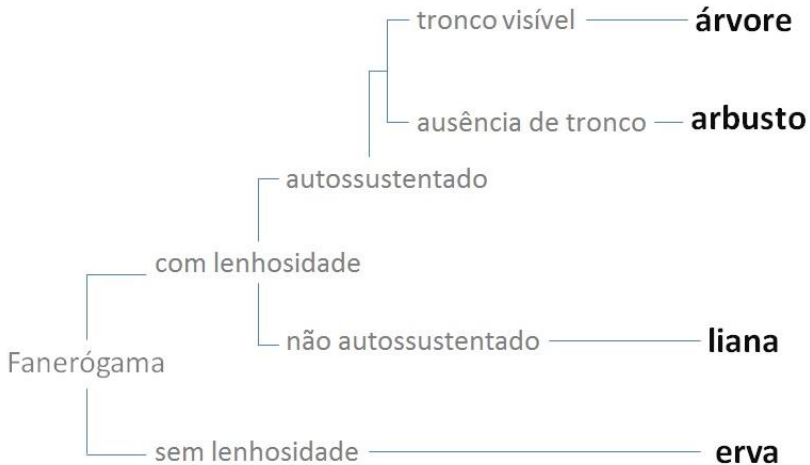 tronco visível árvore
ausência de tronco arbusto
autossustentado
com lenhosidade
não autossustentado liana
Fanerógama
sem lenhosidade erva